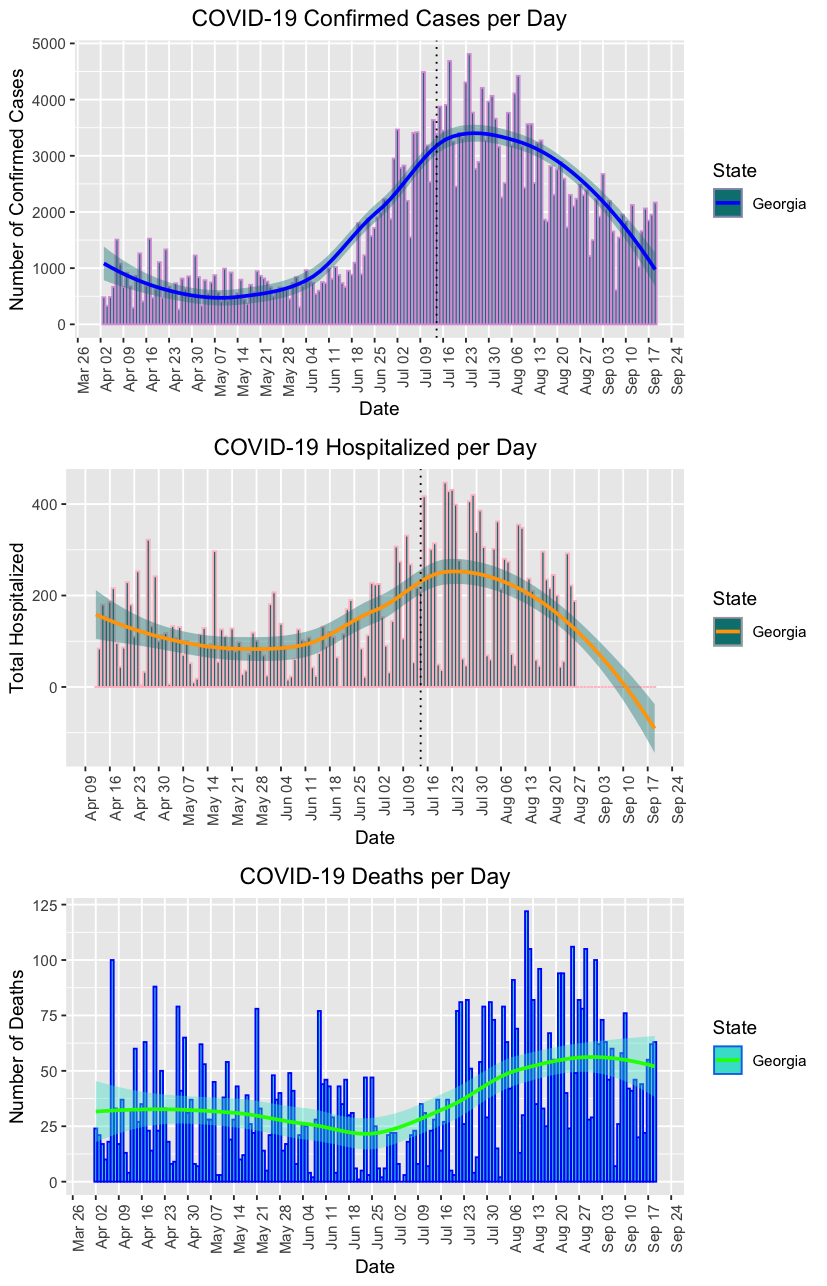 COVID-19 Confirmed Cases per Day
Number of Confirmed Cases
5000
4000
3000
2000
1000
0
Mar 26
Apr 02
Apr 09
Apr 16
Apr 23
Apr 30
May 07
May 14
May 21
May 28
Jun 04
Jun 11
Jun 18
Jun 25
Jul 02
Jul 09
Jul 16
Jul 23
Jul 30
Aug 06
Aug 13
Aug 20
Aug 27
Sep 03
Sep 10
Sep 17
Sep 24
Date
State
Georgia
COVID-19 Hospitalized per Day
Total Hospitalized
400
200
0
Apr 09
Apr 16
Apr 23
Apr 30
May 07
May 14
May 21
May 28
Jun 04
Jun 11
Jun 18
Jun 25
Jul 02
Jul 09
Jul 16
Jul 23
Jul 30
Aug 06
Aug 13
Aug 20
Aug 27
Sep 03
Sep 10
Sep 17
Sep 24
Date
State
Georgia
COVID-19 Deaths per Day
Number of Deaths
125
100
75
50
25
0
Mar 26
Apr 02
Apr 09
Apr 16
Apr 23
Apr 30
May 07
May 14
May 21
May 28
Jun 04
Jun 11
Jun 18
Jun 25
Jul 02
Jul 09
Jul 16
Jul 23
Jul 30
Aug 06
Aug 13
Aug 20
Aug 27
Sep 03
Sep 10
Sep 17
Sep 24
Date
State
Georgia